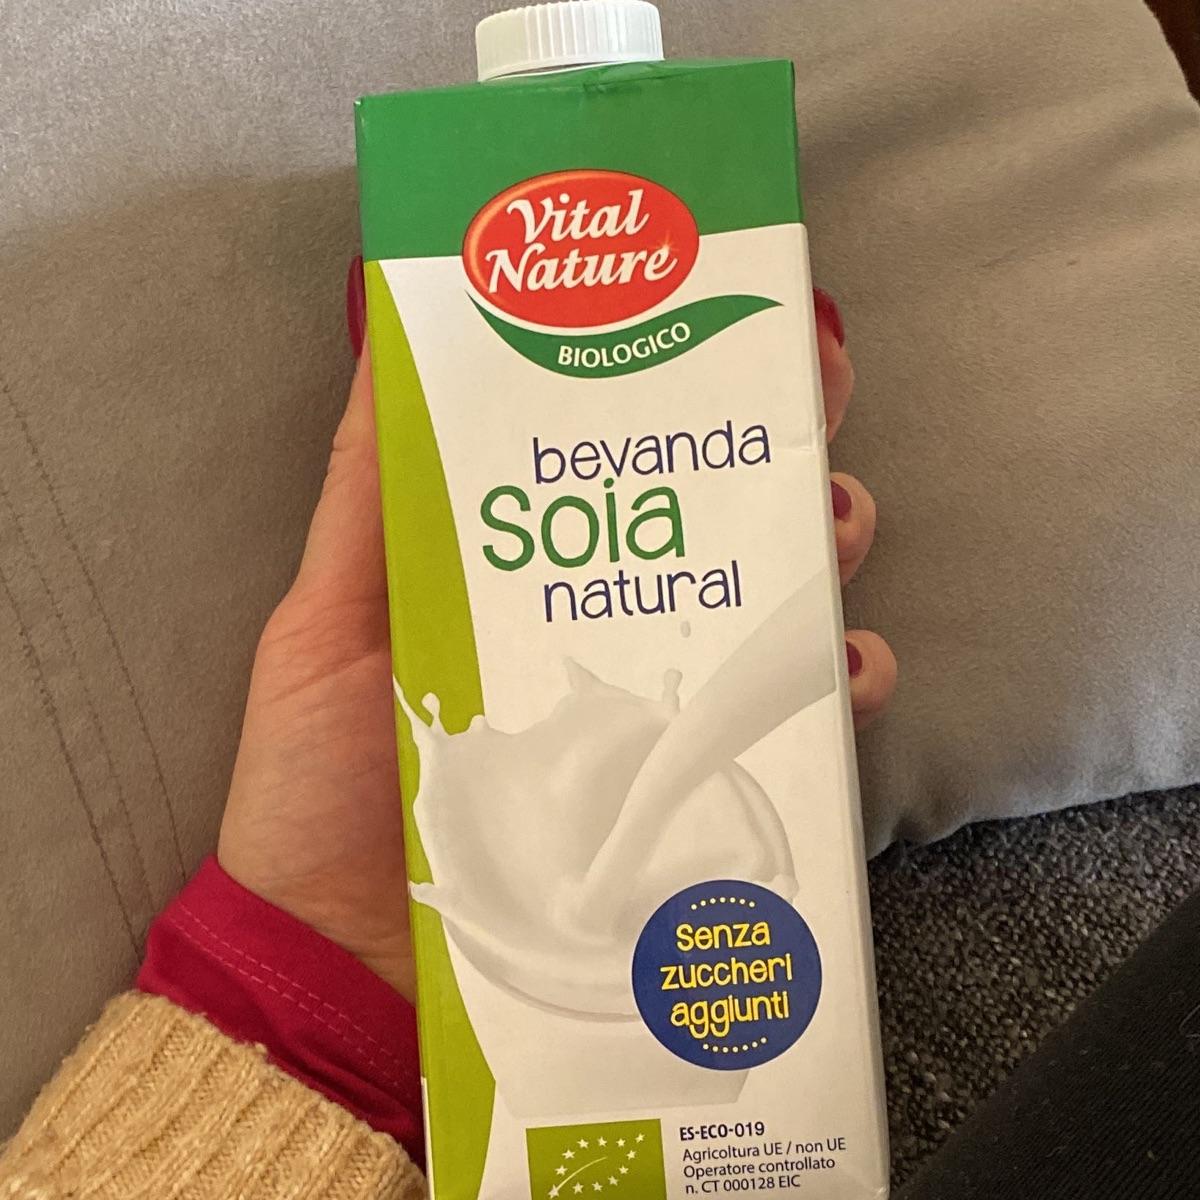 Vital
Nature
BIOLOGICO
bevanda
Soia
natural
Senza
zuccheri
aggiunti
ES-ECO-019
Agricoltura UE / non UE
Operatore controllato
n. CT 000128 EIC